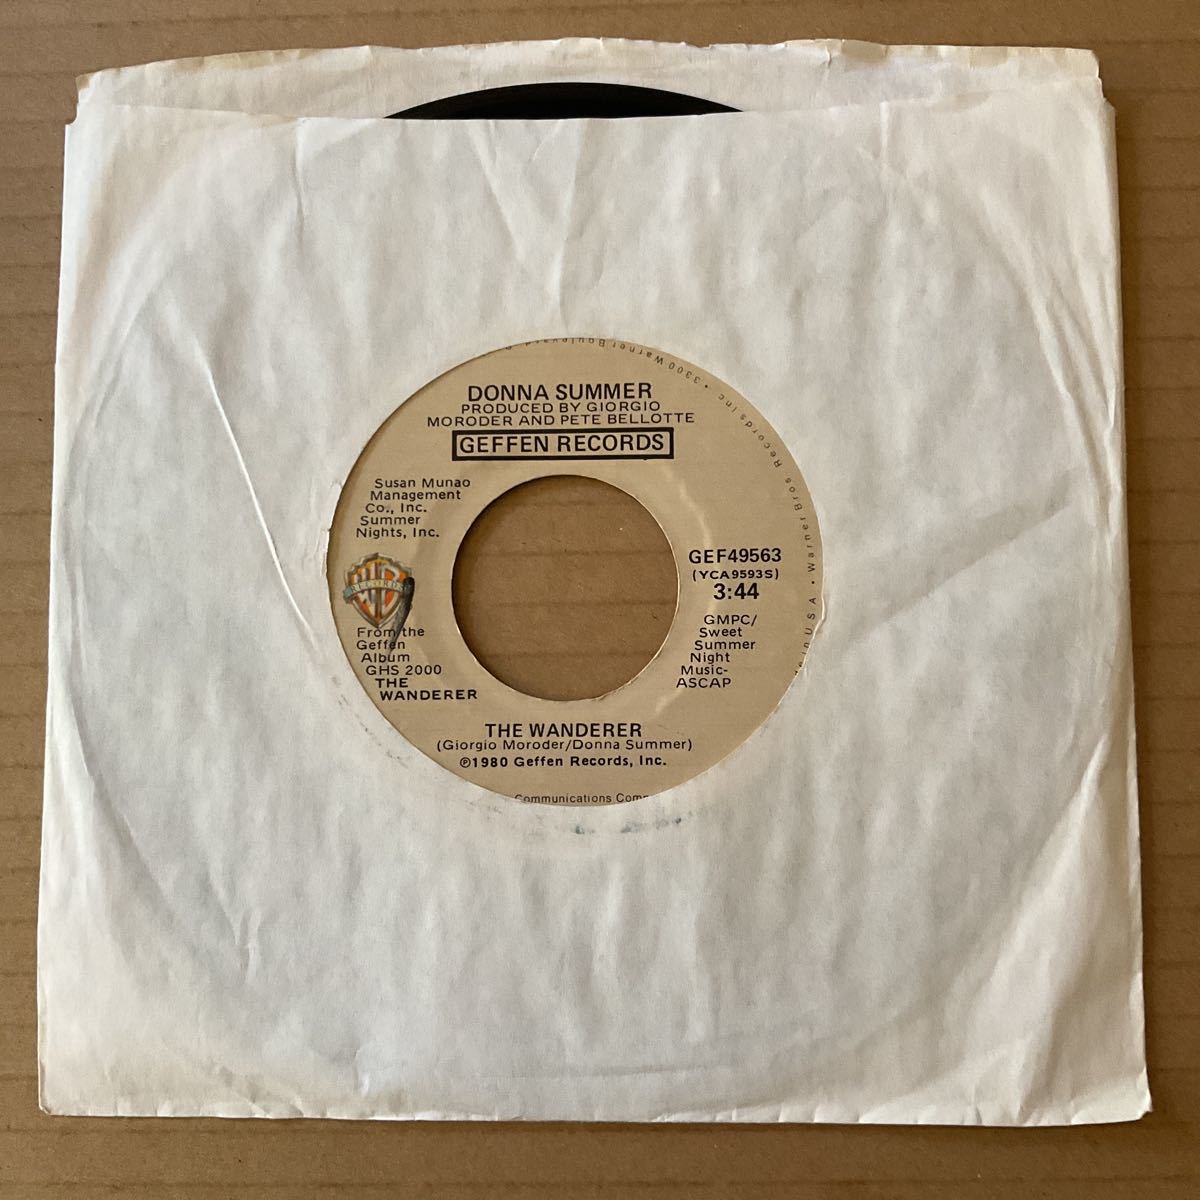 DONNA SUMMER
PRODUCED BY GIORGIO
MORODER AND PETE BELLOTTE
GEFFEN RECORDS
Susan Munao
Management
Co., Inc.
Summer
Nights, Inc.
RECORDS
From the
Geffen
Album
GHS 2000
THE
WANDERER
GEF49563
(YCA9593S)
3:44
GMPC/
Sweet
Summer
Night
Music-
ASCAP
THE WANDERER
(Giorgio Moroder/Donna Summer)
℗1980 Geffen Records, Inc.
Communications
in U.S.A. • Warner Bros. Records Inc. • 3300 Warner Boulevard